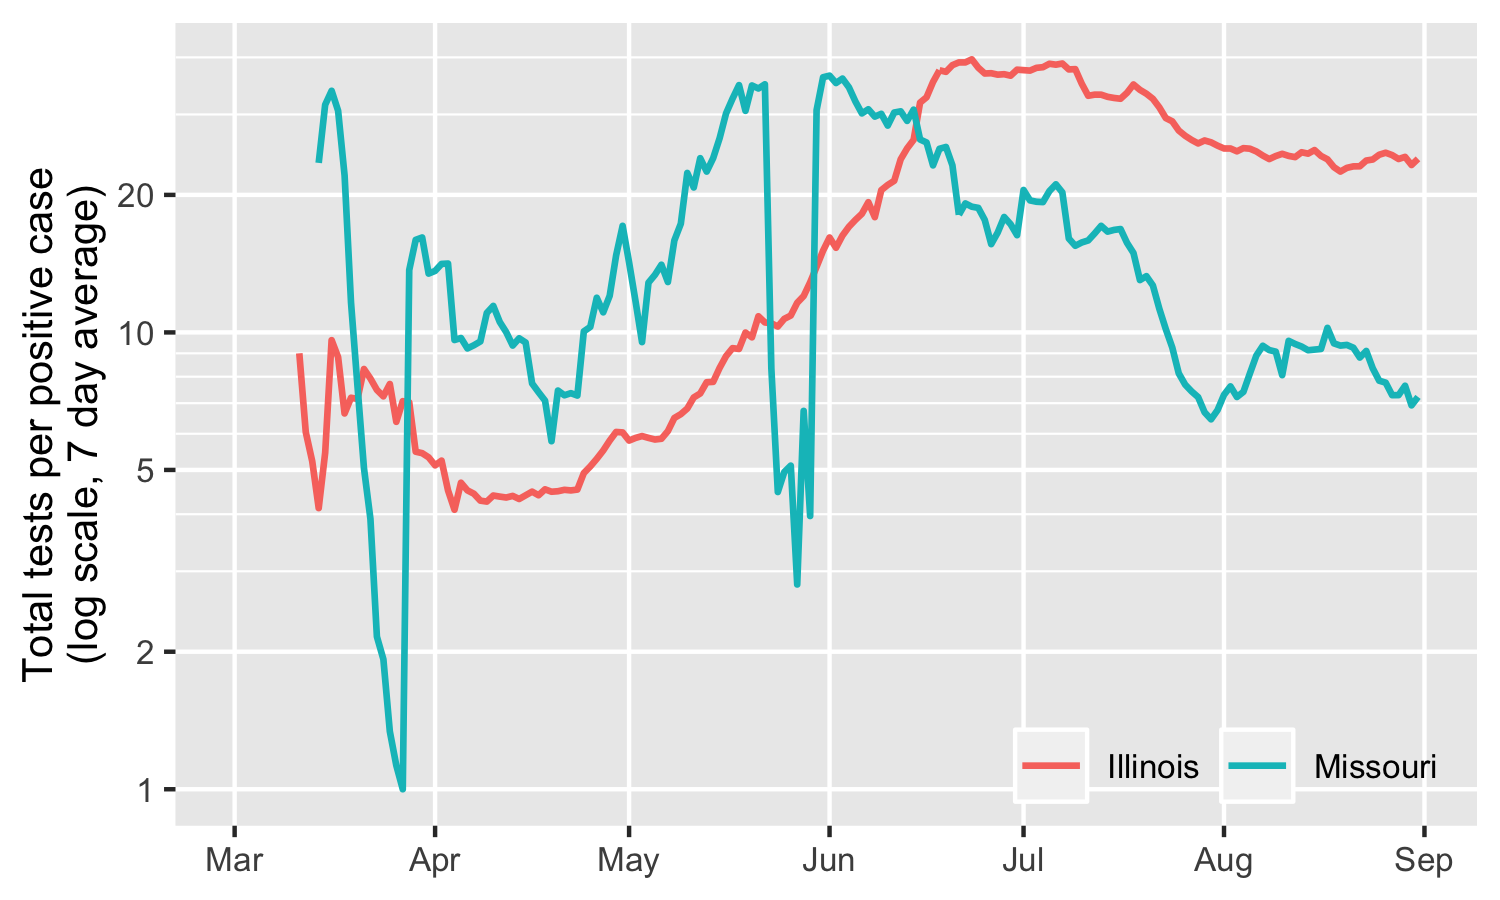 Total tests per positive case
(log scale, 7 day average)
20
10
5
2
1
Illinois
Missouri
Mar
Apr
May
Jun
Jul
Aug
Sep